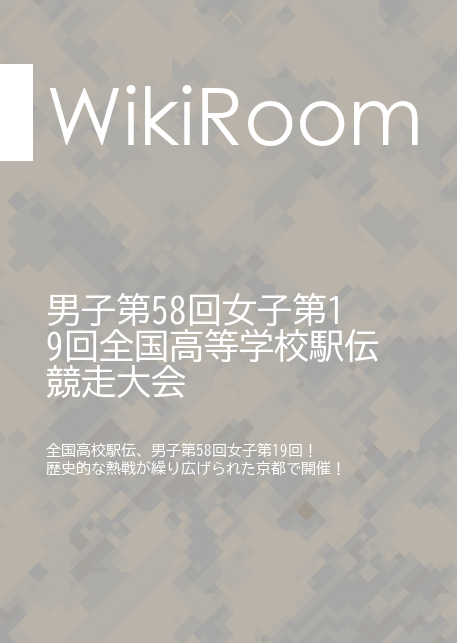 WikiRoom
男子第58回女子第1
9回全国高等学校駅伝
競走大会
全国高校駅伝、男子第58回女子第19回！
歴史的な熱戦が繰り広げられた京都で開催！